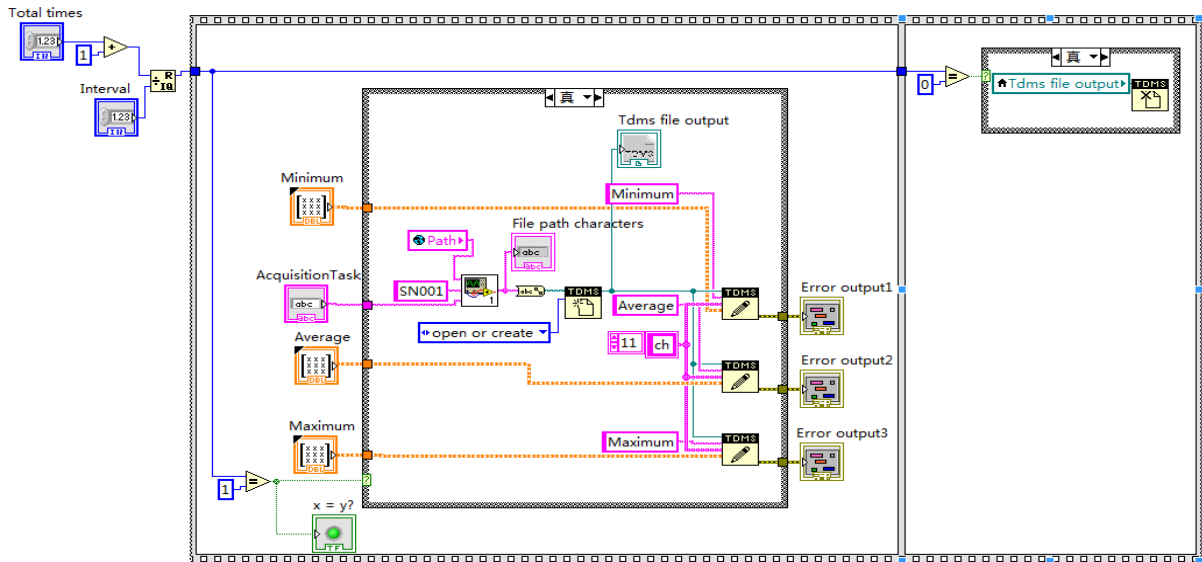 Total times
1.23
1
+
R
IQ
Interval
1.23
真
真
0
=
?
Tdms file output
TDMS
Tdms file output
TDMS
Minimum
DBL
Minimum
File path characters
Path
abc
abc
AcquisitionTask
abc
abc
SN001
1
abc
TDMS
open or create
Average
TDMS
Error output1
Average
DBL
11
ch
TDMS
Error output2
Maximum
DBL
Maximum
TDMS
Error output3
1
=
?
x = y?
TF